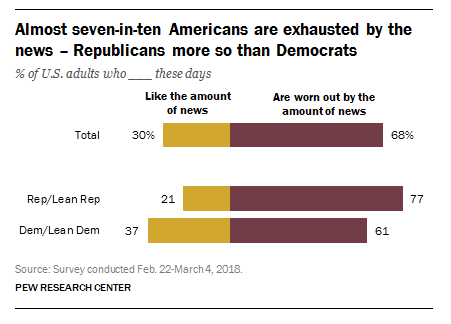 Almost seven-in-ten Americans are exhausted by the
news – Republicans more so than Democrats
% of U.S. adults who ___ these days
Like the amount
of news
Are worn out by the
amount of news
Total 30% 68%
Rep/Lean Rep 21 77
Dem/Lean Dem 37 61
Source: Survey conducted Feb. 22-March 4, 2018.
PEW RESEARCH CENTER